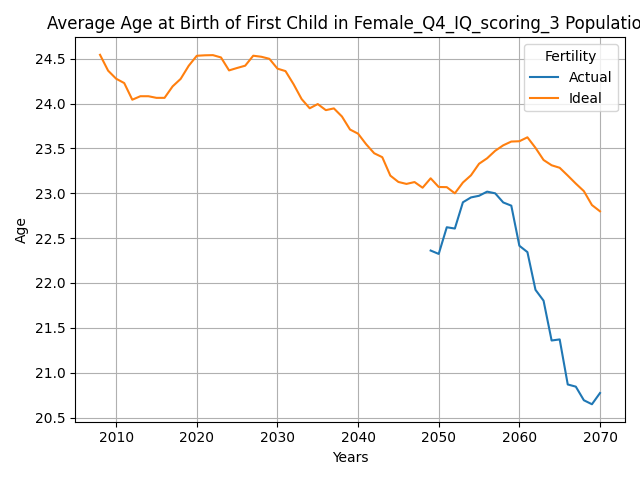 Average Age at Birth of First Child in Female_Q4_IQ_scoring_3 Populatio
Fertility
Actual
Ideal
24.5
24.0
23.5
23.0
22.5
22.0
21.5
21.0
20.5
Age
2010 2020 2030 2040 2050 2060 2070
Years